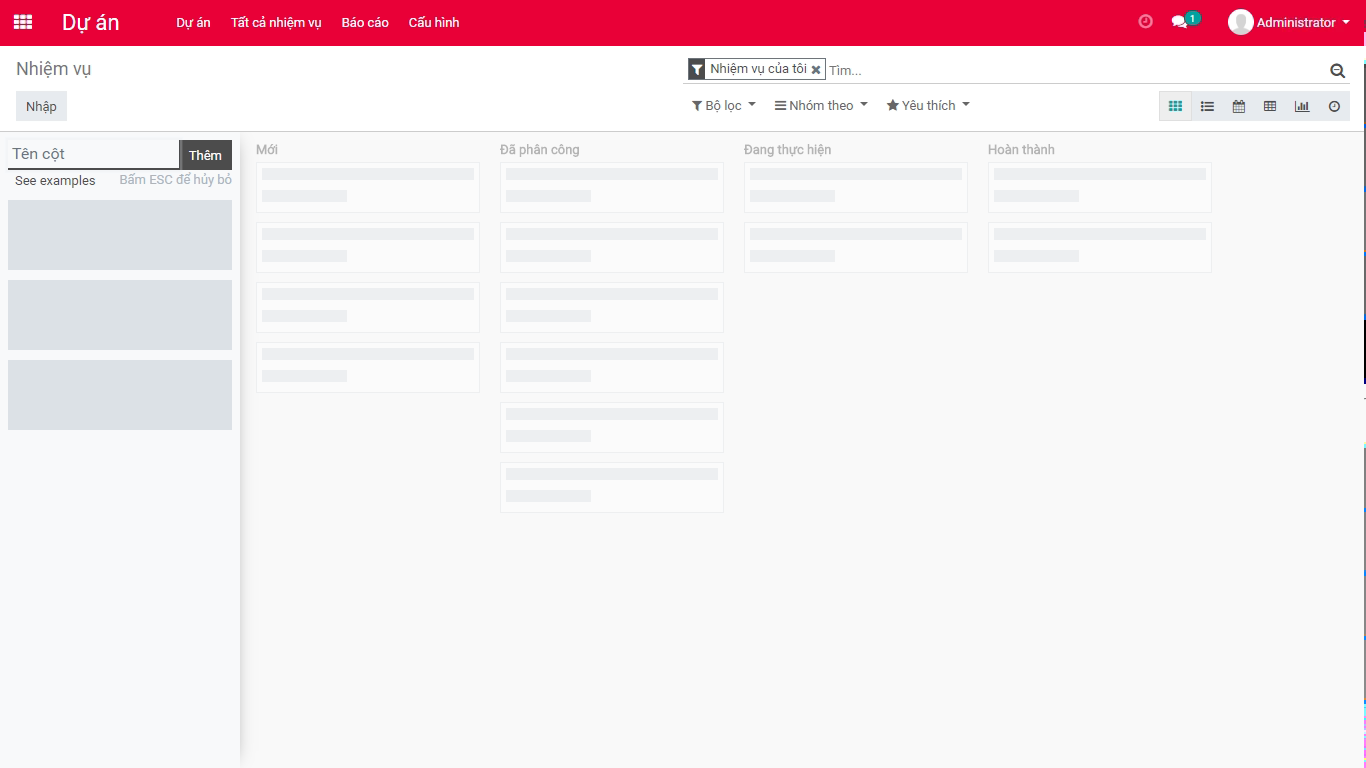 Dự án
Dự án Tất cả nhiệm vụ Báo cáo Cấu hình
1
Administrator
Nhiệm vụ
Nhiệm vụ của tôi Tìm...
Nhập
Bộ lọc Nhóm theo Yêu thích
Tên cột Thêm
See examples Bấm ESC để hủy bỏ
Mới
Đã phân công
Đang thực hiện
Hoàn thành